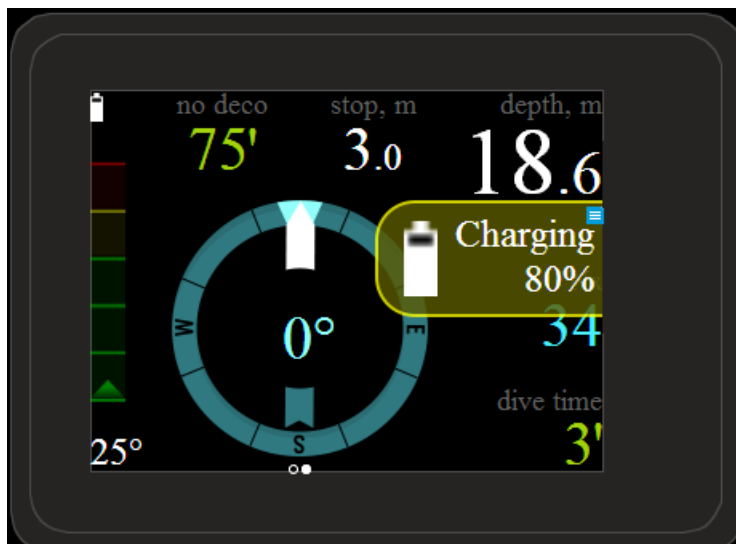 no deco
stop, m
depth, m
75'
3.0
18.6
Charging
80%
W
0°
E
34
dive time
3'
S
25°